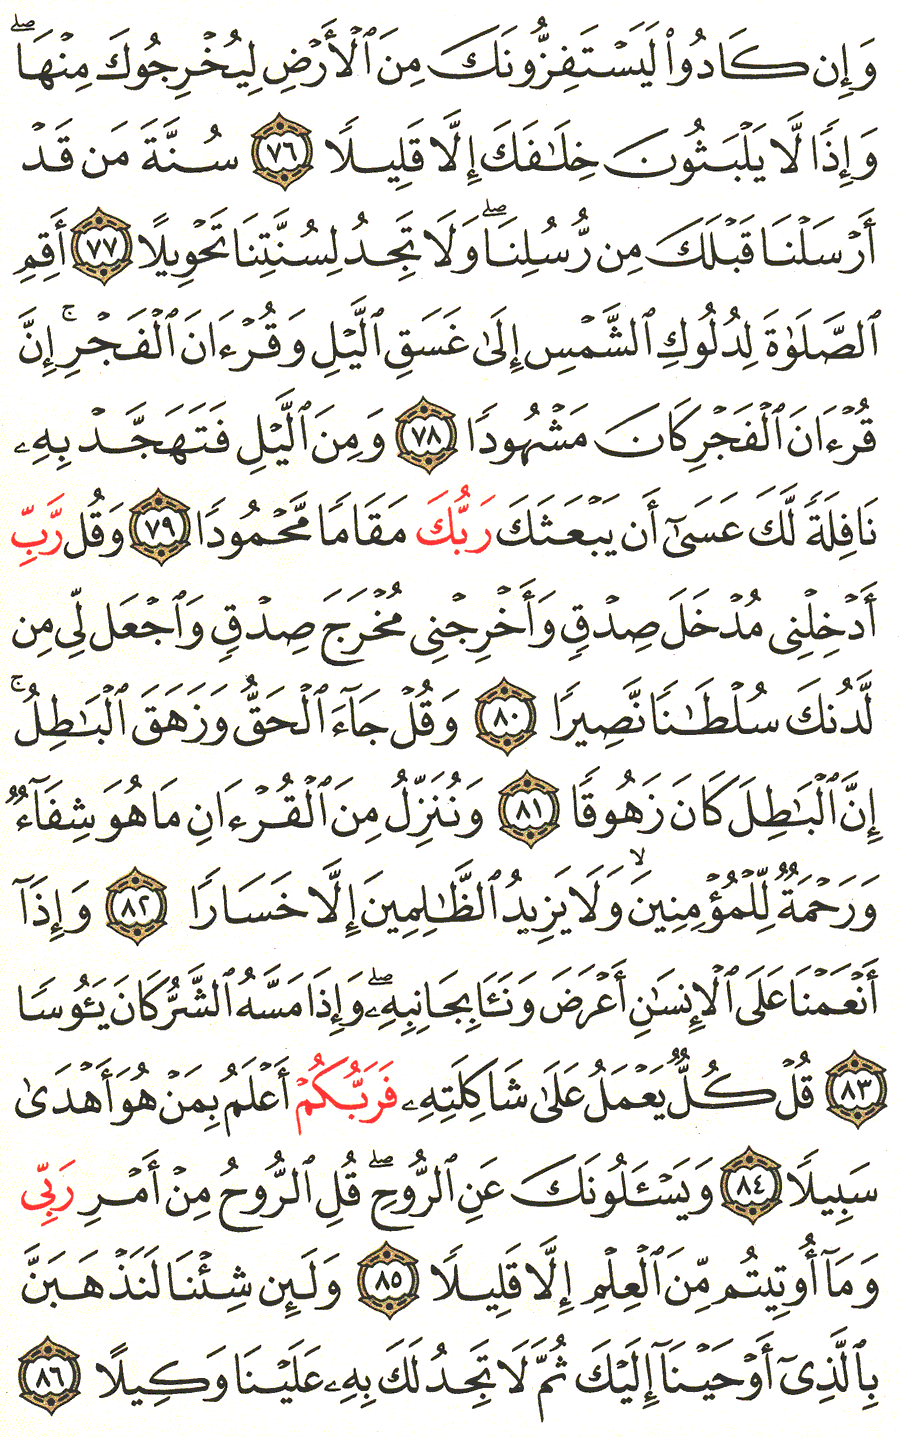 وَإِن كَادُوا۟ لَيَسْتَفِزُّونَكَ مِنَ ٱلْأَرْضِ لِيُخْرِجُوكَ مِنْهَا ۖ
وَإِذًا لَّا يَلْبَثُونَ خِلَٰفَكَ إِلَّا قَلِيلًا ٧٦ سُنَّةَ مَن قَدْ
أَرْسَلْنَا قَبْلَكَ مِن رُّسُلِنَا ۖ وَلَا تَجِدُ لِسُنَّتِنَا تَحْوِيلًا ٧٧ أَقِمِ
ٱلصَّلَوٰةَ لِدُلُوكِ ٱلشَّمْسِ إِلَىٰ غَسَقِ ٱلَّيْلِ وَقُرْءَانَ ٱلْفَجْرِ ۚ إِنَّ
قُرْءَانَ ٱلْفَجْرِ كَانَ مَشْهُودًا ٧٨ وَمِنَ ٱلَّيْلِ فَتَهَجَّدْ بِهِۦ
نَافِلَةً لَّكَ عَسَىٰٓ أَن يَبْعَثَكَ رَبُّكَ مَقَامًا مَّحْمُودًا ٧٩ وَقُل رَّبِّ
أَدْخِلْنِى مُدْخَلَ صِدْقٍ وَأَخْرِجْنِى مُخْرَجَ صِدْقٍ وَٱجْعَل لِّى مِن
لَّدُنكَ سُلْطَٰنًا نَّصِيرًا ٨٠ وَقُلْ جَآءَ ٱلْحَقُّ وَزَهَقَ ٱلْبَٰطِلُ ۚ
إِنَّ ٱلْبَٰطِلَ كَانَ زَهُوقًا ٨١ وَنُنَزِّلُ مِنَ ٱلْقُرْءَانِ مَا هُوَ شِفَآءٌ
وَرَحْمَةٌ لِّلْمُؤْمِنِينَ ۙ وَلَا يَزِيدُ ٱلظَّٰلِمِينَ إِلَّا خَسَارًا ٨٢ وَإِذَآ
أَنْعَمْنَا عَلَى ٱلْإِنسَٰنِ أَعْرَضَ وَنَـَٔا بِجَانِبِهِۦ ۖ وَإِذَا مَسَّهُ ٱلشَّرُّ كَانَ يَـُٔوسًا
٨٣ قُلْ كُلٌّ يَعْمَلُ عَلَىٰ شَاكِلَتِهِۦ فَرَبُّكُمْ أَعْلَمُ بِمَنْ هُوَ أَهْدَىٰ
سَبِيلًا ٨٤ وَيَسْـَٔلُونَكَ عَنِ ٱلرُّوحِ ۖ قُلِ ٱلرُّوحُ مِنْ أَمْرِ رَبِّى
وَمَآ أُوتِيتُم مِّنَ ٱلْعِلْمِ إِلَّا قَلِيلًا ٨٥ وَلَئِن شِئْنَا لَنَذْهَبَنَّ
بِٱلَّذِىٓ أَوْحَيْنَآ إِلَيْكَ ثُمَّ لَا تَجِدُ لَكَ بِهِۦ عَلَيْنَا وَكِيلًا ٨٦